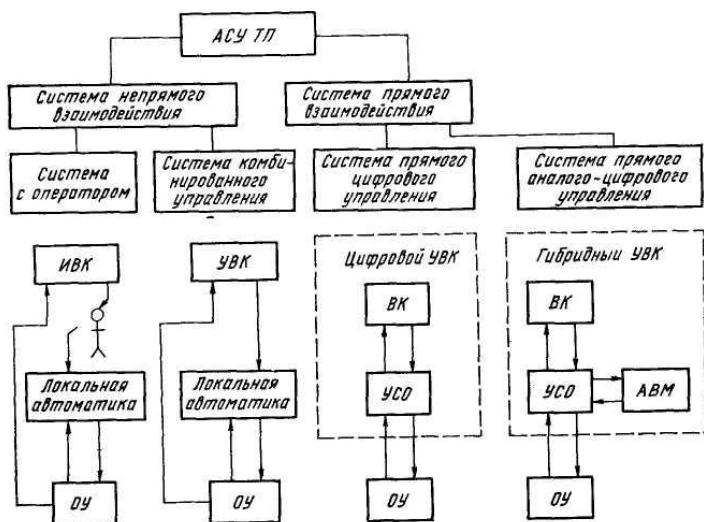 АСУ ТП
Система непрямого
взаимодействия
Система прямого
взаимодействия
Система
с оператором
Система комби-
нированного
управления
Система прямого
цифрового
управления
Система прямого
аналого-цифрового
управления
ИВК
УВК
Цифровой УВК
Гибридный УВК
ВК
ВК
Локальная
автоматика
Локальная
автоматика
УСО
УСО
АВМ
ОУ
ОУ
ОУ
ОУ